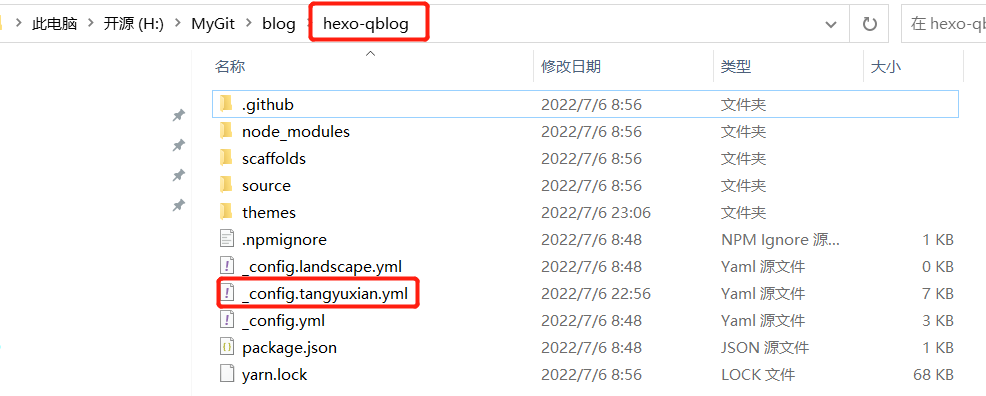 此电脑 > 开源 (H:) > MyGit > blog > hexo-qblog 在 hexo-qb
名称 修改日期 类型 大小
.github 2022/7/6 8:56 文件夹
node_modules 2022/7/6 8:56 文件夹
scaffolds 2022/7/6 8:56 文件夹
source 2022/7/6 8:56 文件夹
themes 2022/7/6 23:06 文件夹
.npmignore 2022/7/6 8:48 NPM Ignore 源... 1 KB
_config.landscape.yml 2022/7/6 8:48 Yaml 源文件 0 KB
_config.tangyuxian.yml 2022/7/6 22:56 Yaml 源文件 7 KB
_config.yml 2022/7/6 8:48 Yaml 源文件 3 KB
package.json 2022/7/6 8:48 JSON 源文件 1 KB
yarn.lock 2022/7/6 8:56 LOCK 文件 68 KB